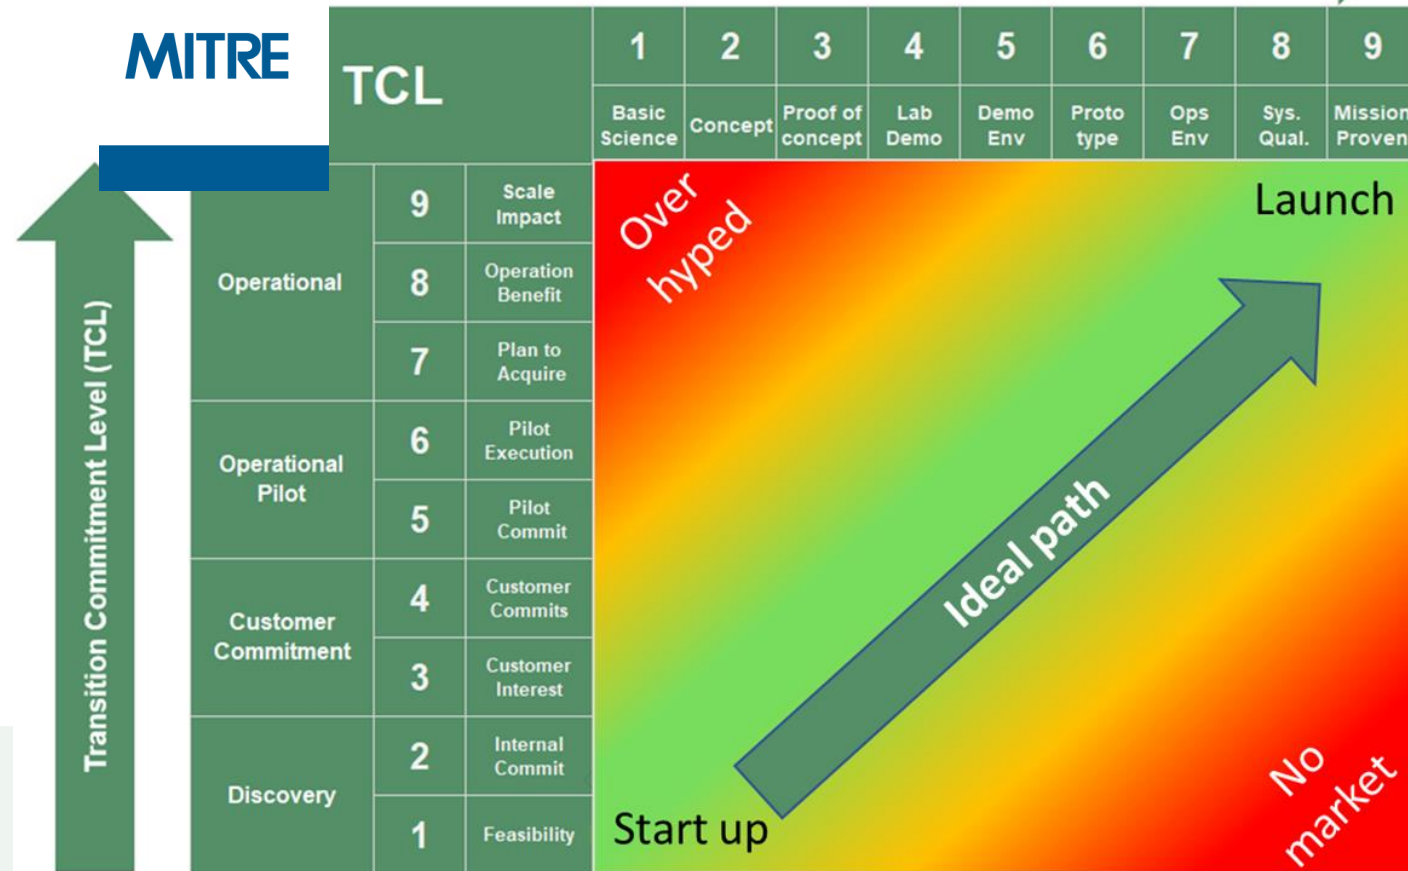 MITRE
TCL
1 2 3 4 5 6 7 8 9
Basic
Science
Concept
Proof of
concept
Lab
Demo
Demo
Env
Proto
type
Ops
Env
Sys.
Qual.
Mission
Proven
Transition Commitment Level (TCL)
Operational
9
Scale
Impact
8
Operation
Benefit
7
Plan to
Acquire
Operational
Pilot
6
Pilot
Execution
5
Pilot
Commit
Customer
Commitment
4
Customer
Commits
3
Customer
Interest
Discovery
2
Internal
Commit
1
Feasibility
Over
hyped
Launch
Ideal path
Start up
No
market